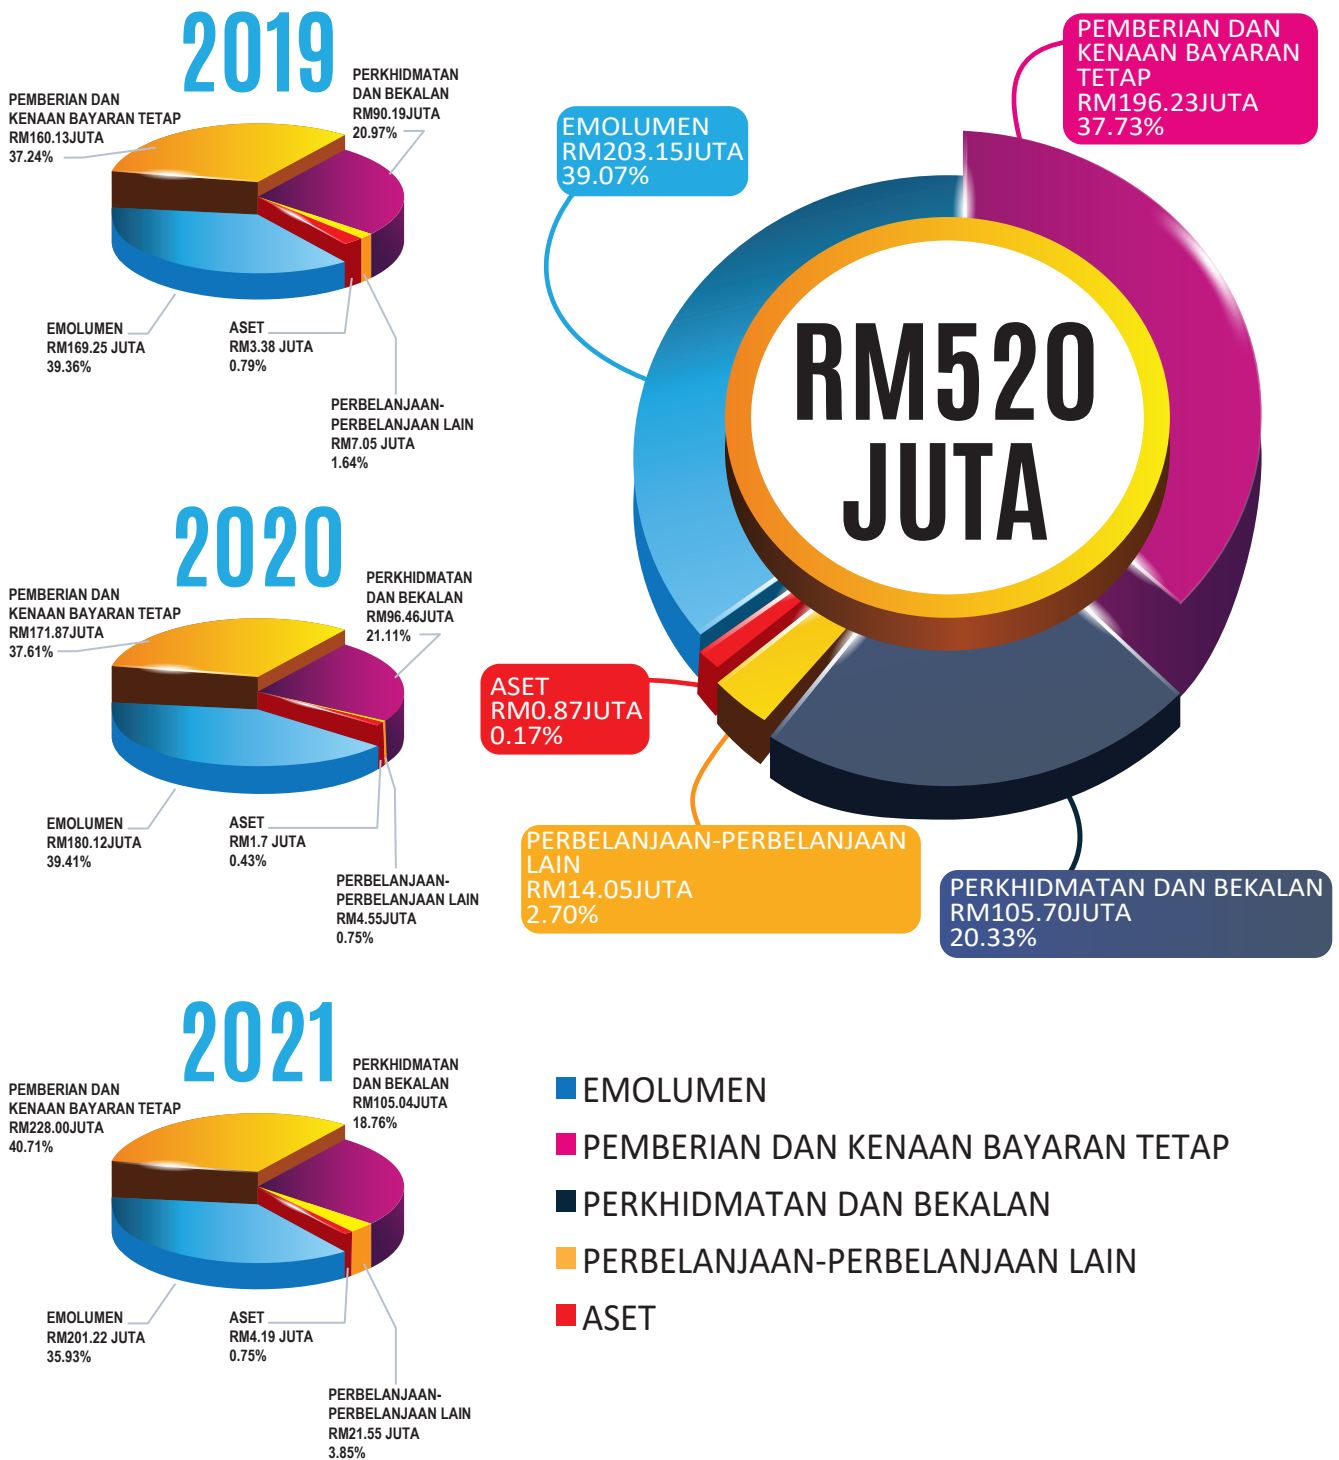 2019
PEMBERIAN DAN
KENAAN BAYARAN TETAP
RM160.13JUTA
37.24%
PERKHIDMATAN
DAN BEKALAN
RM90.19JUTA
20.97%
EMOLUMEN
RM169.25 JUTA
39.36%
ASET
RM3.38 JUTA
0.79%
PERBELANJAAN-
PERBELANJAAN LAIN
RM7.05 JUTA
1.64%
2020
PEMBERIAN DAN
KENAAN BAYARAN TETAP
RM171.87JUTA
37.61%
PERKHIDMATAN
DAN BEKALAN
RM96.46JUTA
21.11%
EMOLUMEN
RM180.12JUTA
39.41%
ASET
RM1.7 JUTA
0.43%
PERBELANJAAN-
PERBELANJAAN LAIN
RM4.55JUTA
0.75%
2021
PEMBERIAN DAN
KENAAN BAYARAN TETAP
RM228.00JUTA
40.71%
PERKHIDMATAN
DAN BEKALAN
RM105.04JUTA
18.76%
EMOLUMEN
RM201.22 JUTA
35.93%
ASET
RM4.19 JUTA
0.75%
PERBELANJAAN-
PERBELANJAAN LAIN
RM21.55 JUTA
3.85%
PEMBERIAN DAN
KENAAN BAYARAN
TETAP
RM196.23JUTA
37.73%
EMOLUMEN
RM203.15JUTA
39.07%
RM520
JUTA
ASET
RM0.87JUTA
0.17%
PERBELANJAAN-PERBELANJAAN
LAIN
RM14.05JUTA
2.70%
PERKHIDMATAN DAN BEKALAN
RM105.70JUTA
20.33%
EMOLUMEN
PEMBERIAN DAN KENAAN BAYARAN TETAP
PERKHIDMATAN DAN BEKALAN
PERBELANJAAN-PERBELANJAAN LAIN
ASET